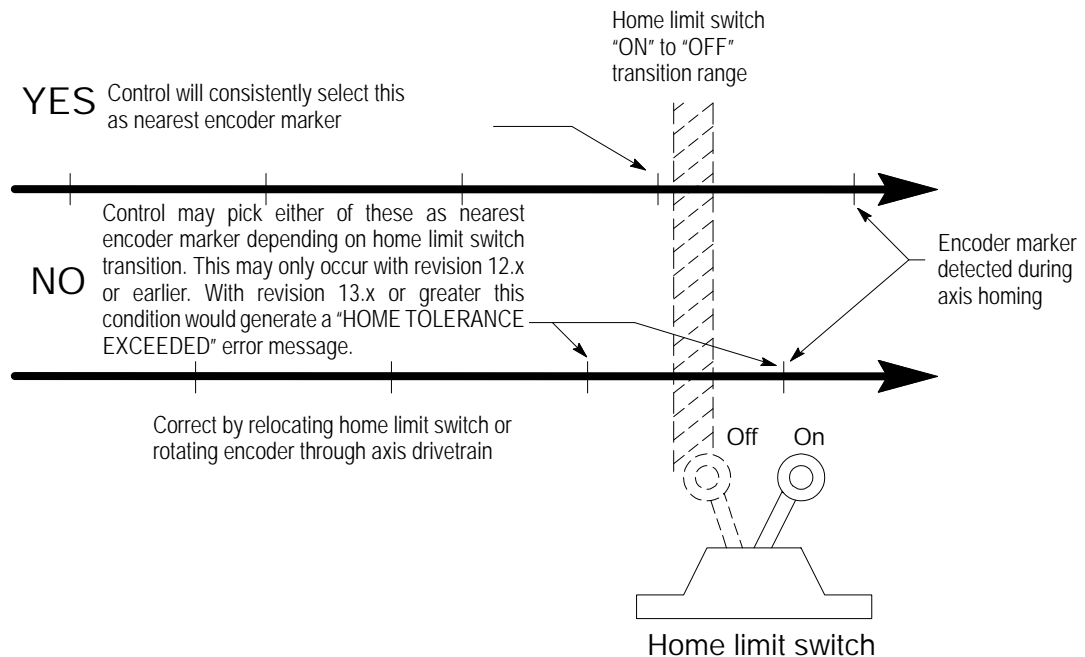 Home limit switch
“ON” to “OFF”
transition range
YES
Control will consistently select this
as nearest encoder marker
NO
Control may pick either of these as nearest
encoder marker depending on home limit switch
transition. This may only occur with revision 12.x
or earlier. With revision 13.x or greater this
condition would generate a “HOME TOLERANCE
EXCEEDED” error message.
Encoder marker
detected during
axis homing
Correct by relocating home limit switch or
rotating encoder through axis drivetrain
Off
On
Home limit switch